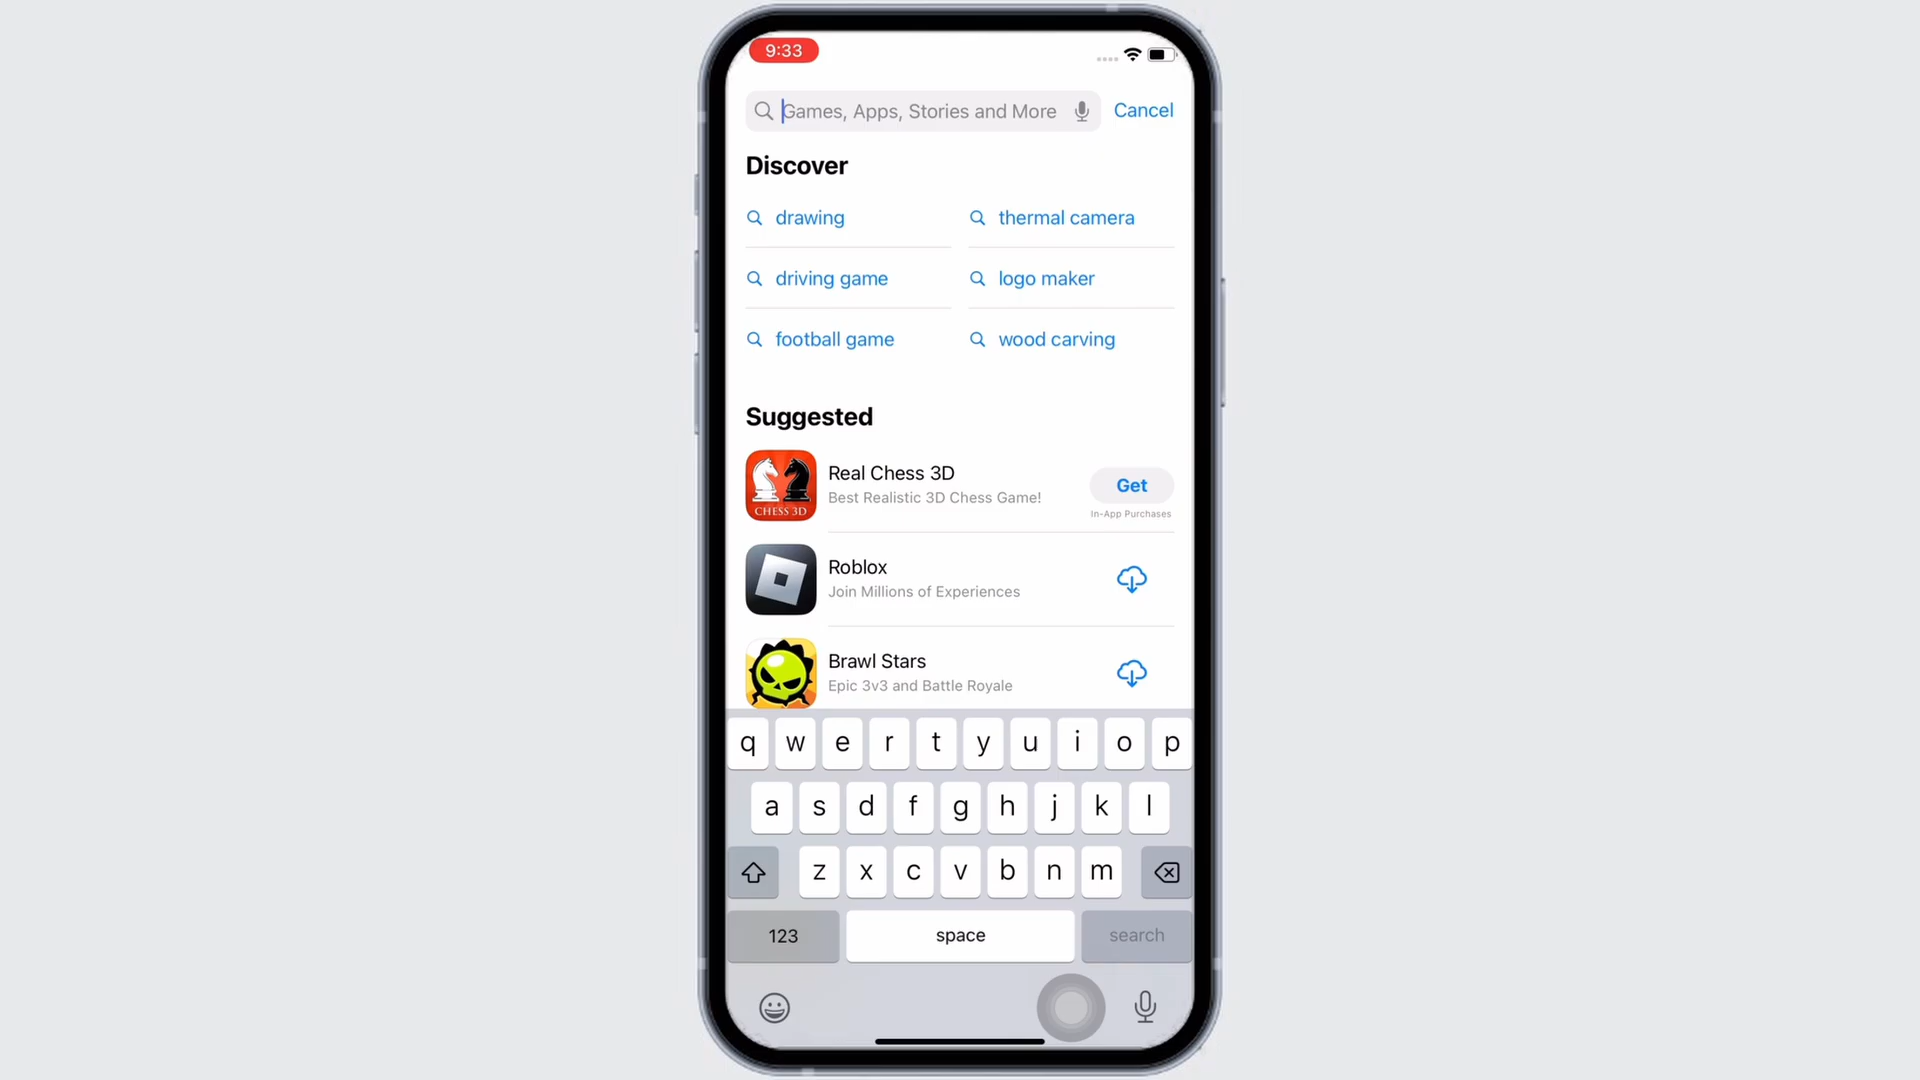 9:33
Games, Apps, Stories and More
Cancel
Discover
drawing
thermal camera
driving game
logo maker
football game
wood carving
Suggested
CHESS 3D
Real Chess 3D
Best Realistic 3D Chess Game!
Get
In-App Purchases
Roblox
Join Millions of Experiences
Brawl Stars
Epic 3v3 and Battle Royale
q w e r t y u i o p
a s d f g h j k l
z x c v b n m
123 space search